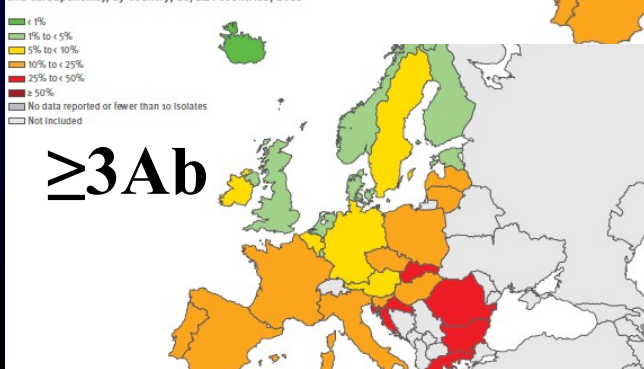 < 1%
1% to < 5%
5% to < 10%
10% to < 25%
25% to < 50%
≥ 50%
No data reported or fewer than 10 isolates
Not included
≥3Ab